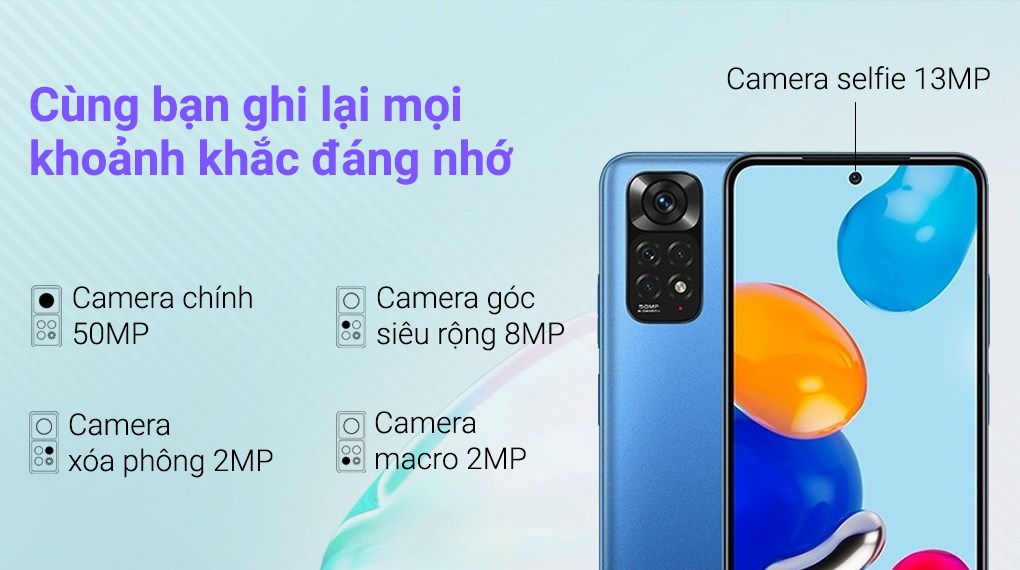 Cùng bạn ghi lại mọi
khoảnh khắc đáng nhớ
Camera selfie 13MP
Camera chính
50MP
Camera góc
siêu rộng 8MP
Camera
xóa phông 2MP
Camera
macro 2MP
50MP